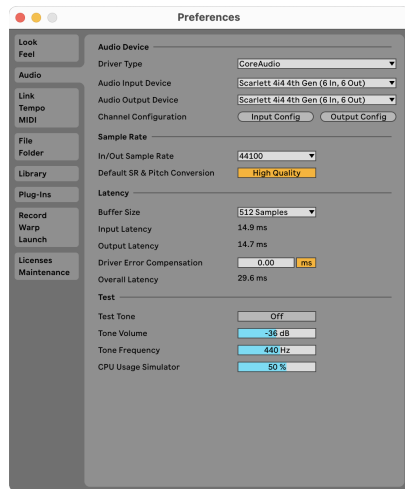 Preferences
Look
Feel
Audio
Link
Tempo
MIDI
File
Folder
Library
Plug-Ins
Record
Warp
Launch
Licenses
Maintenance
Audio Device
Driver Type CoreAudio
Audio Input Device Scarlett 4i4 4th Gen (6 In, 6 Out)
Audio Output Device Scarlett 4i4 4th Gen (6 In, 6 Out)
Channel Configuration Input Config Output Config
Sample Rate
In/Out Sample Rate 44100
Default SR & Pitch Conversion High Quality
Latency
Buffer Size 512 Samples
Input Latency 14.9 ms
Output Latency 14.7 ms
Driver Error Compensation 0.00 ms
Overall Latency 29.6 ms
Test
Test Tone Off
Tone Volume -36 dB
Tone Frequency 440 Hz
CPU Usage Simulator 50 %